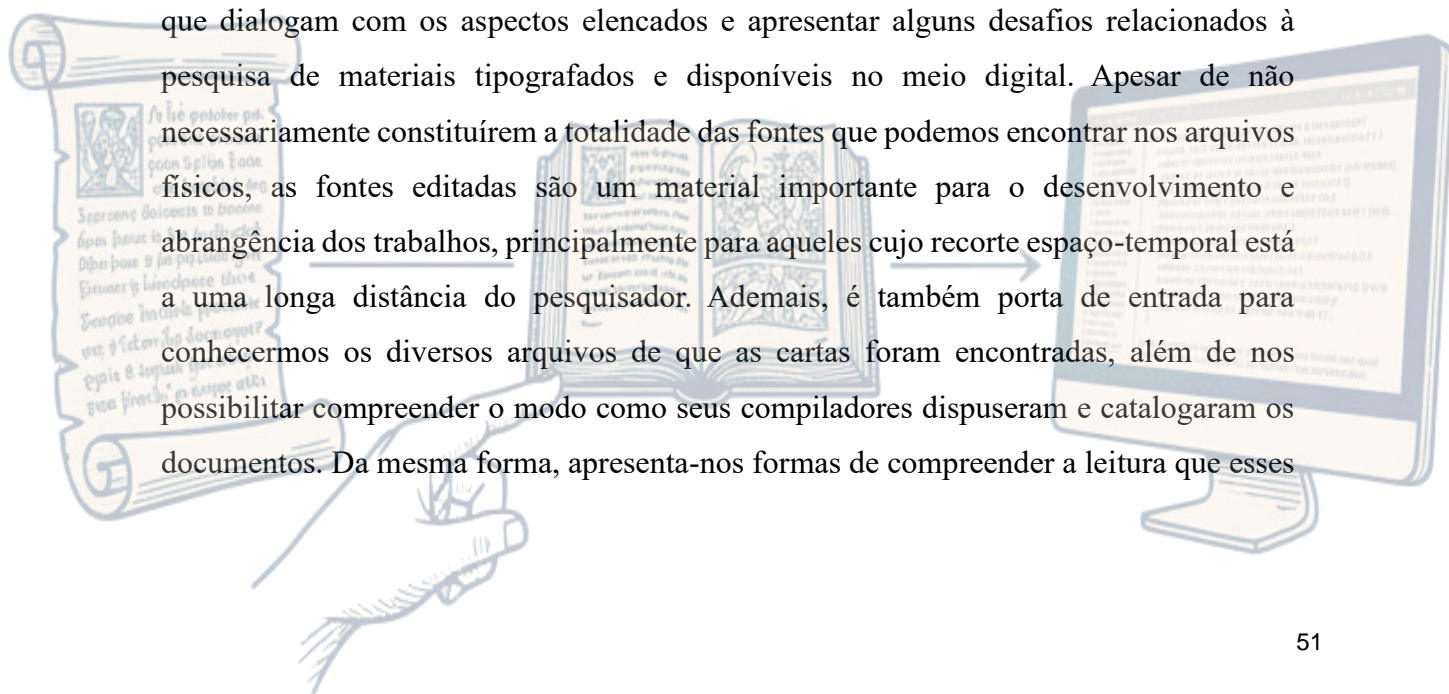 que dialogam com os aspectos elencados e apresentar alguns desafios relacionados à
pesquisa de materiais tipografados e disponíveis no meio digital. Apesar de não
necessariamente constituírem a totalidade das fontes que podemos encontrar nos arquivos
físicos, as fontes editadas são um material importante para o desenvolvimento e
abrangência dos trabalhos, principalmente para aqueles cujo recorte espaço-temporal está
a uma longa distância do pesquisador. Ademais, é também porta de entrada para
conhecermos os diversos arquivos de que as cartas foram encontradas, além de nos
possibilitar compreender o modo como seus compiladores dispuseram e catalogaram os
documentos. Da mesma forma, apresenta-nos formas de compreender a leitura que esses
51